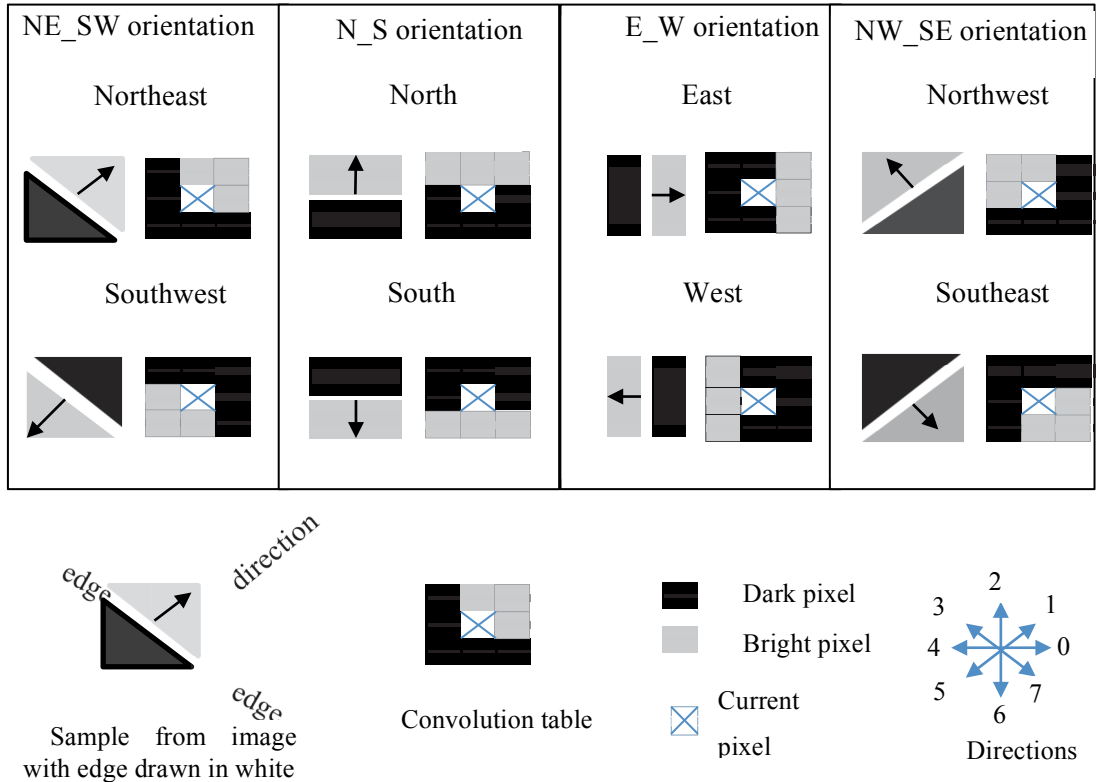 NE_SW orientation
N_S orientation
E_W orientation
NW_SE orientation
Northeast
North
East
Northwest
Southwest
South
West
Southeast
edge
direction
edge
Sample from image
with edge drawn in white
Convolution table
Dark pixel
Bright pixel
Current
pixel
2
3
1
4
0
5
7
6
Directions